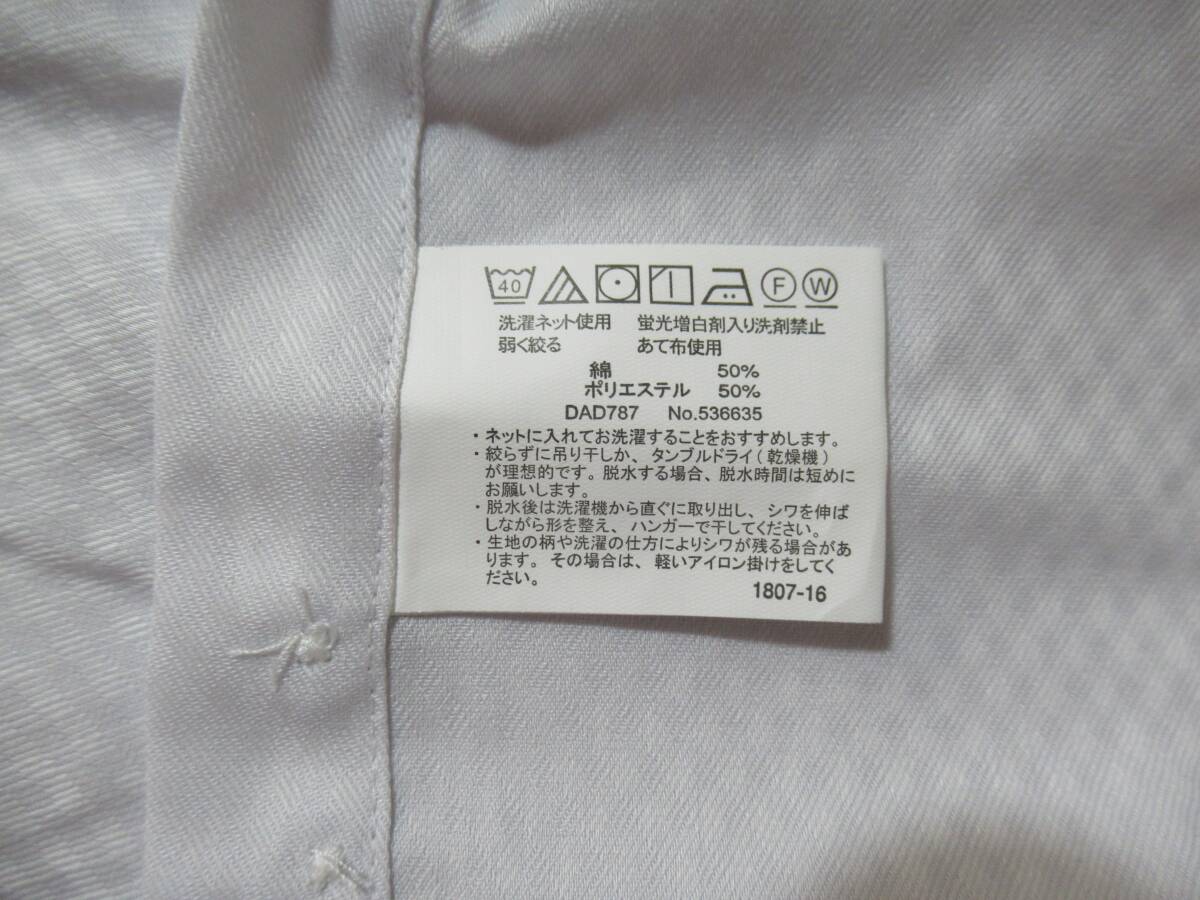 40 F W
洗濯ネット使用 蛍光増白剤入り洗剤禁止
弱く絞る あて布使用
綿 50%
ポリエステル 50%
DAD787 No.536635
・ネットに入れてお洗濯することをおすすめします。
・絞らずに吊り干しか、タンブルドライ(乾燥機)
が理想的です。脱水する場合、脱水時間は短めに
お願いします。
・脱水後は洗濯機から直ぐに取り出し、シワを伸ば
しながら形を整え、ハンガーで干してください。
・生地の柄や洗濯の仕方によりシワが残る場合があ
ります。その場合は、軽いアイロン掛けをしてく
ださい。
1807-16